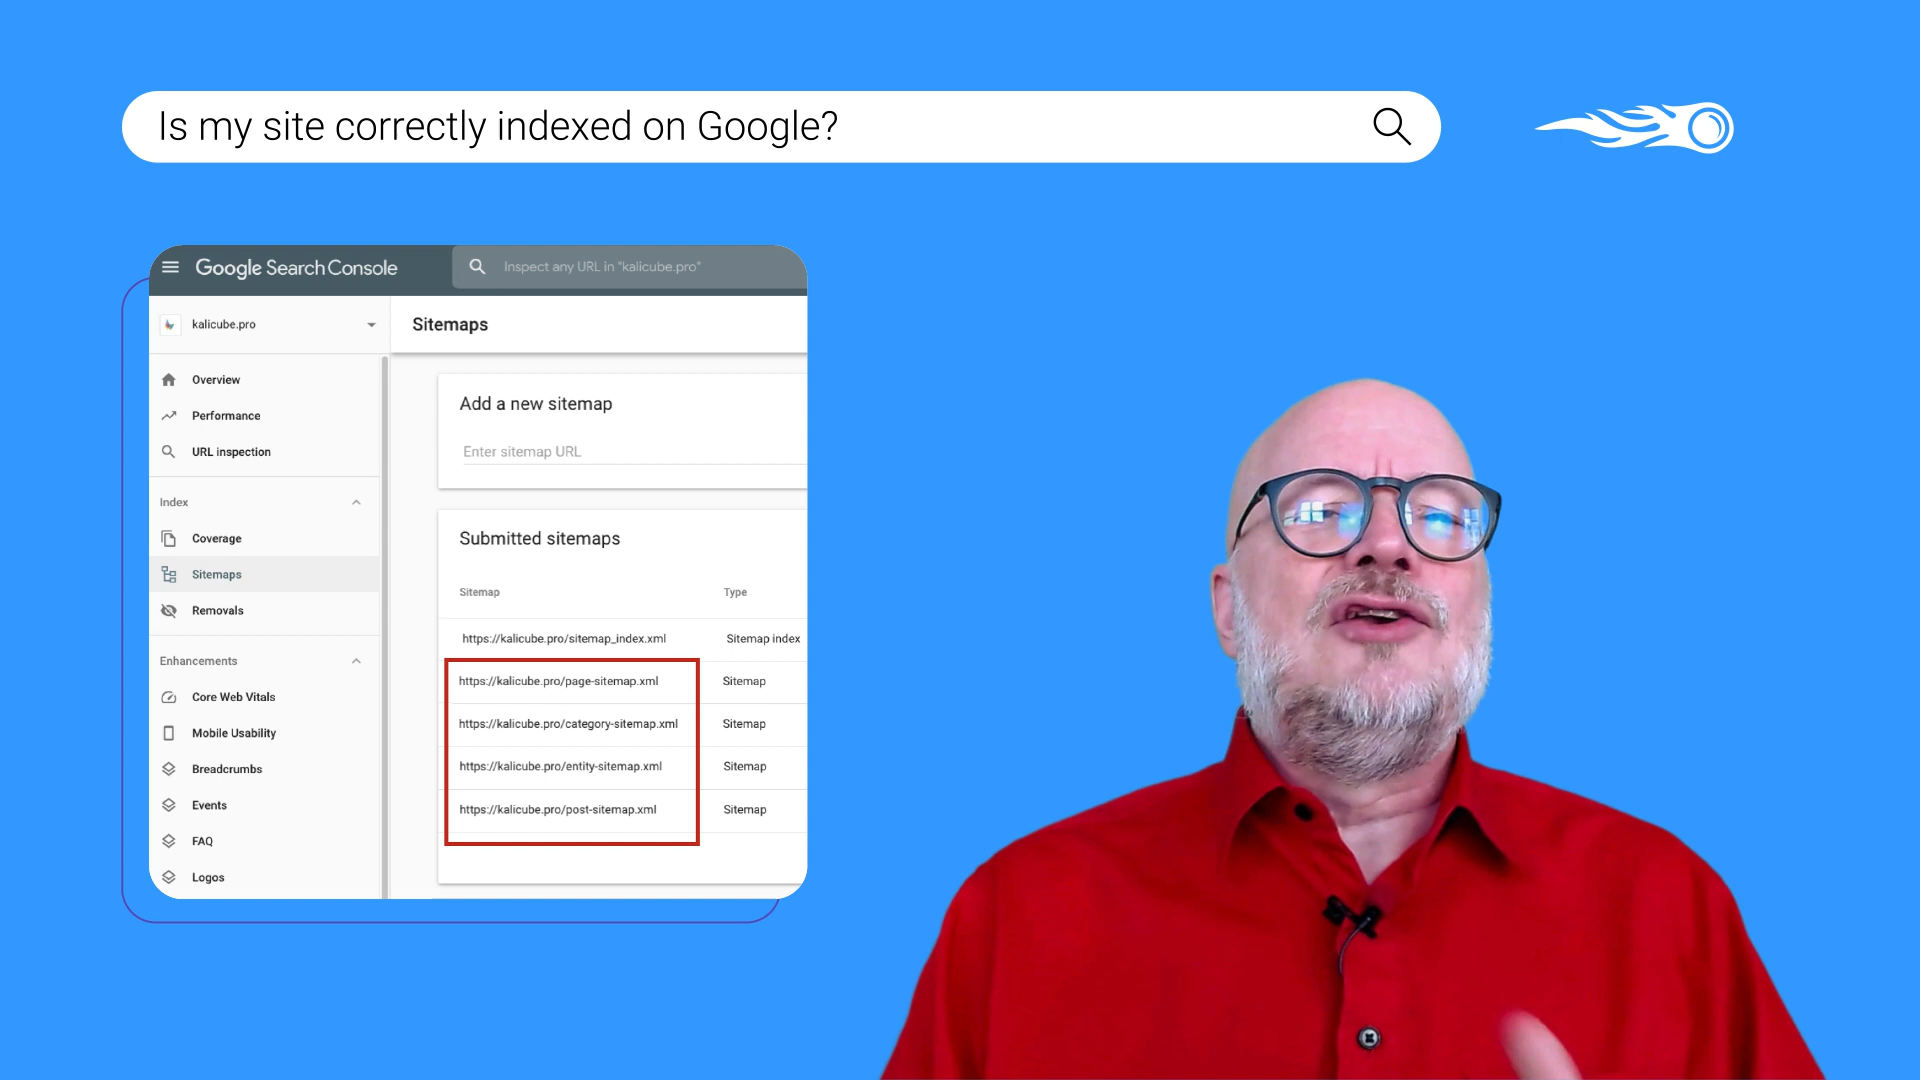 Is my site correctly indexed on Google?
Google Search Console
Inspect any URL in "kalicube.pro"
kalicube.pro
Overview
Performance
URL inspection
Index
Coverage
Sitemaps
Removals
Enhancements
Core Web Vitals
Mobile Usability
Breadcrumbs
Events
FAQ
Logos
Sitemaps
Add a new sitemap
Enter sitemap URL
Submitted sitemaps
Sitemap Type
https://kalicube.pro/sitemap_index.xml Sitemap index
https://kalicube.pro/page-sitemap.xml Sitemap
https://kalicube.pro/category-sitemap.xml Sitemap
https://kalicube.pro/entity-sitemap.xml Sitemap
https://kalicube.pro/post-sitemap.xml Sitemap